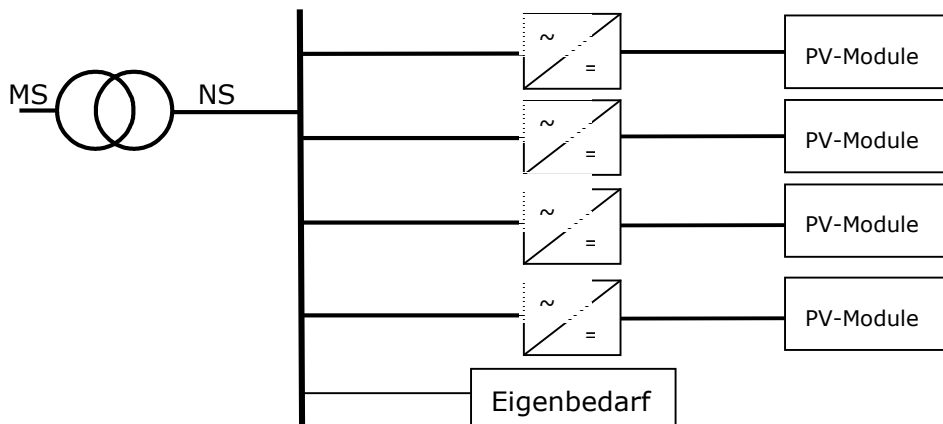 ~
= PV-Module
MS NS
~
= PV-Module
~
= PV-Module
~
= PV-Module
Eigenbedarf